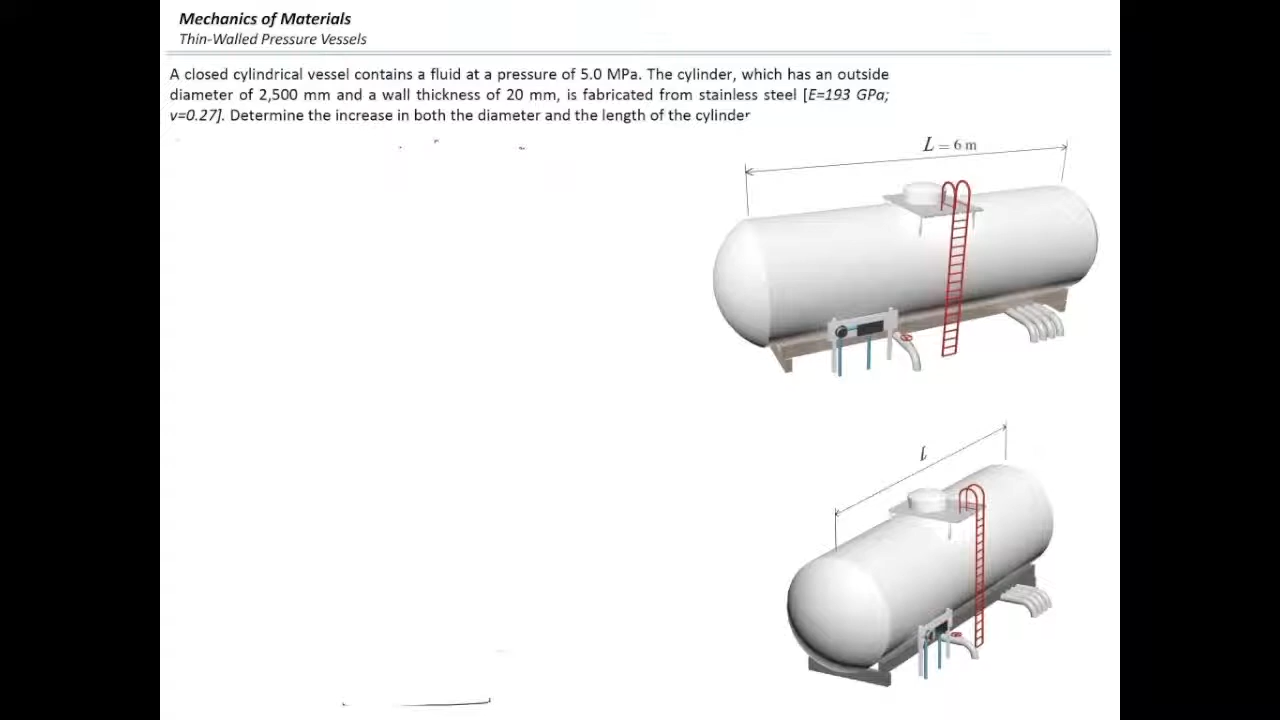 Mechanics of Materials
Thin-Walled Pressure Vessels
A closed cylindrical vessel contains a fluid at a pressure of 5.0 MPa. The cylinder, which has an outside
diameter of 2,500 mm and a wall thickness of 20 mm, is fabricated from stainless steel [E=193 GPa;
v=0.27]. Determine the increase in both the diameter and the length of the cylinder
L = 6 m
L